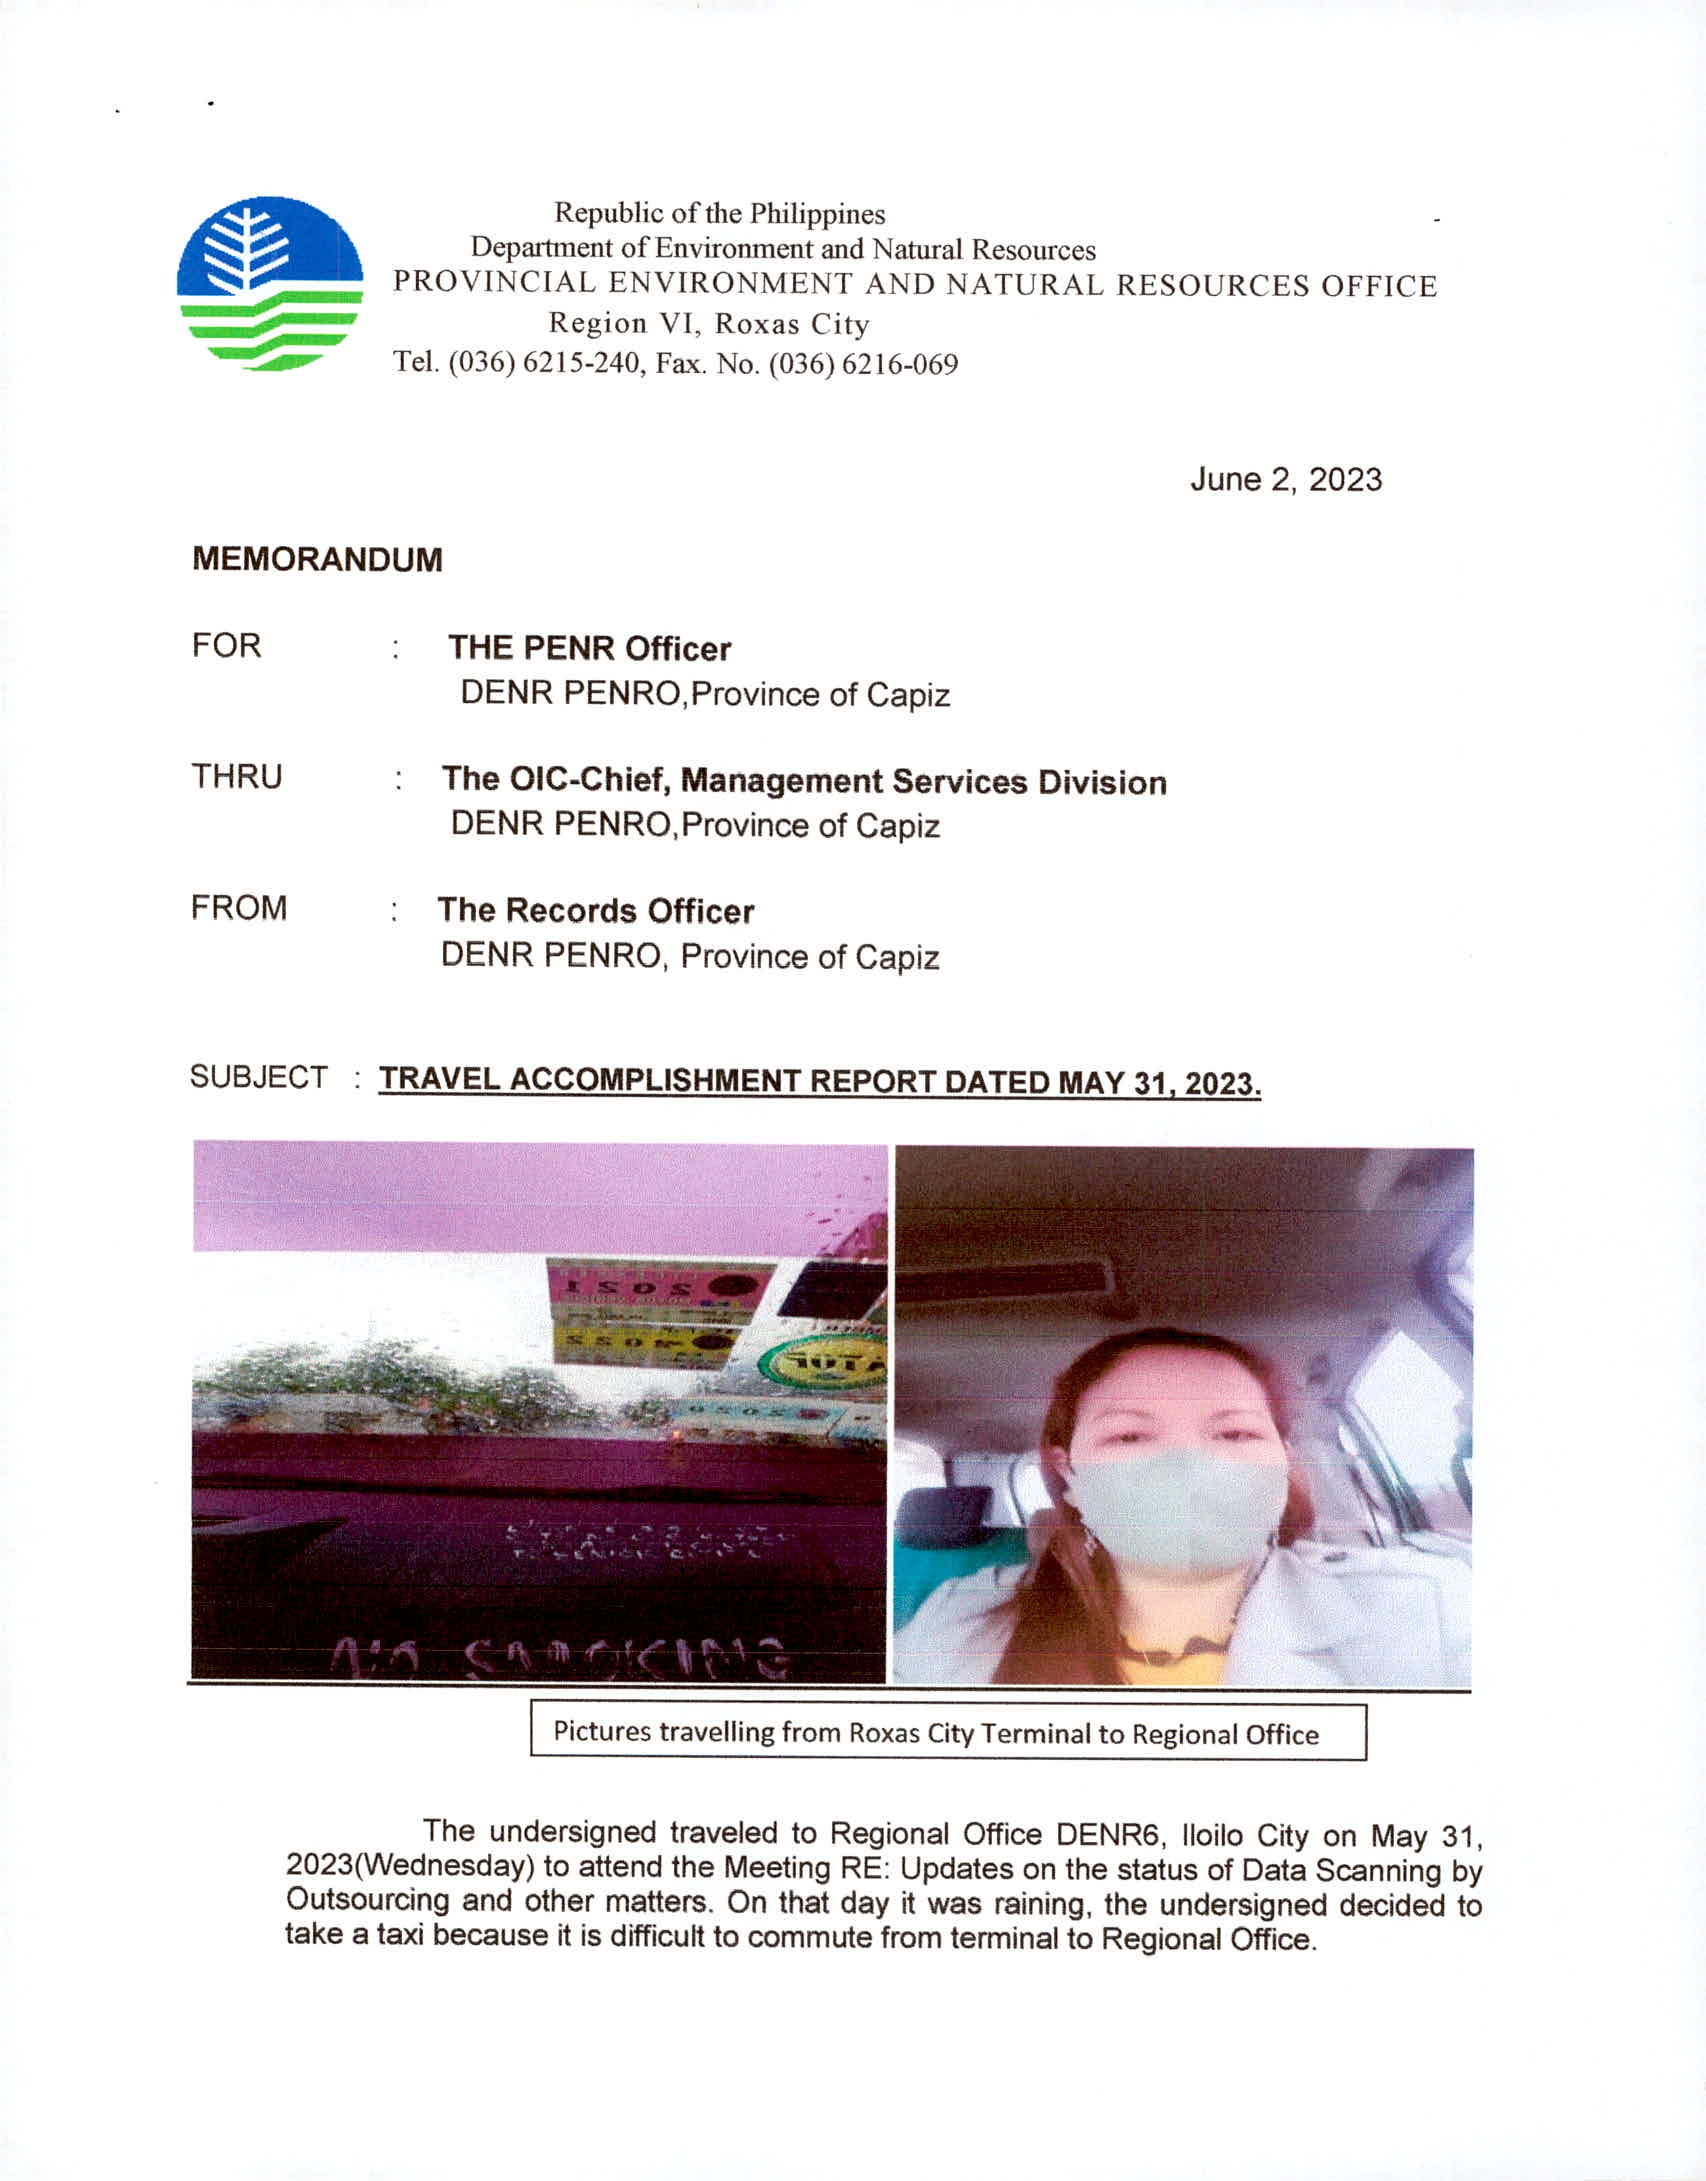 Republic of the Philippines
Department of Environment and Natural Resources
PROVINCIAL ENVIRONMENT AND NATURAL RESOURCES OFFICE
Region VI, Roxas City
Tel. (036) 6215-240, Fax. No. (036) 6216-069
June 2, 2023
MEMORANDUM
FOR : THE PENR Officer
DENR PENRO,Province of Capiz
THRU : The OIC-Chief, Management Services Division
DENR PENRO,Province of Capiz
FROM : The Records Officer
DENR PENRO, Province of Capiz
SUBJECT : TRAVEL ACCOMPLISHMENT REPORT DATED MAY 31, 2023.
NO SMOCKING
Pictures travelling from Roxas City Terminal to Regional Office
The undersigned traveled to Regional Office DENR6, Iloilo City on May 31,
2023(Wednesday) to attend the Meeting RE: Updates on the status of Data Scanning by
Outsourcing and other matters. On that day it was raining, the undersigned decided to
take a taxi because it is difficult to commute from terminal to Regional Office.